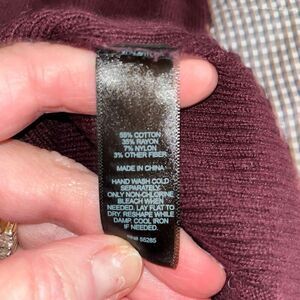 55% COTTON
35% RAYON
7% NYLON
3% OTHER FIBER
MADE IN CHINA
HAND WASH COLD
SEPARATELY.
ONLY NON-CHLORINE
BLEACH WHEN
NEEDED. LAY FLAT TO
DRY. RESHAPE WHILE
DAMP. COOL IRON
IF NEEDED.
55285